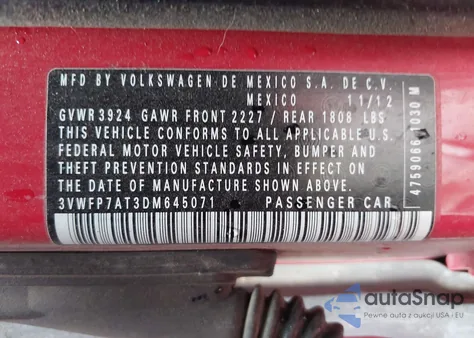 MFD BY VOLKSWAGEN DE MEXICO S.A. DE C.V.
MEXICO 11/12
GVWR 3924 GAWR FRONT 2227 / REAR 1808 LBS
THIS VEHICLE CONFORMS TO ALL APPLICABLE U.S.
FEDERAL MOTOR VEHICLE SAFETY, BUMPER AND
THEFT PREVENTION STANDARDS IN EFFECT ON
THE DATE OF MANUFACTURE SHOWN ABOVE.
3VWFP7AT3DM645071 PASSENGER CAR
4759066 1030 M
autoSnap
Pewne auta z aukcji USA i EU